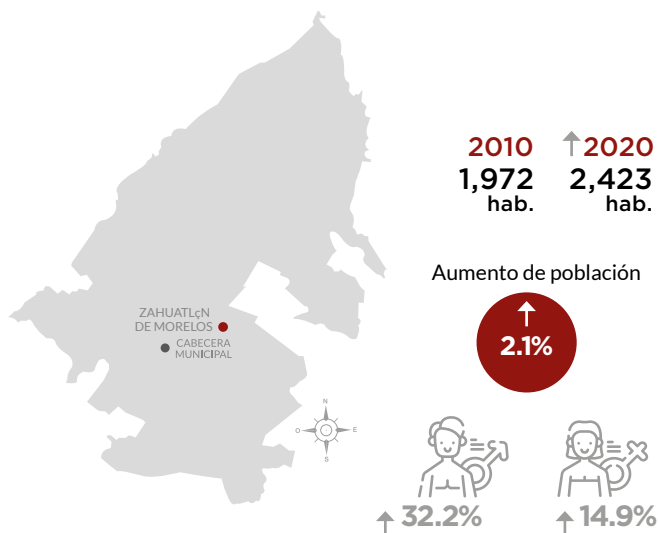 2010
1,972
hab.
2020
2,423
hab.
Aumento de población
2.1%
ZAHUATLçN
DE MORELOS
CABECERA
MUNICIPAL
N
O
E
S
32.2%
14.9%